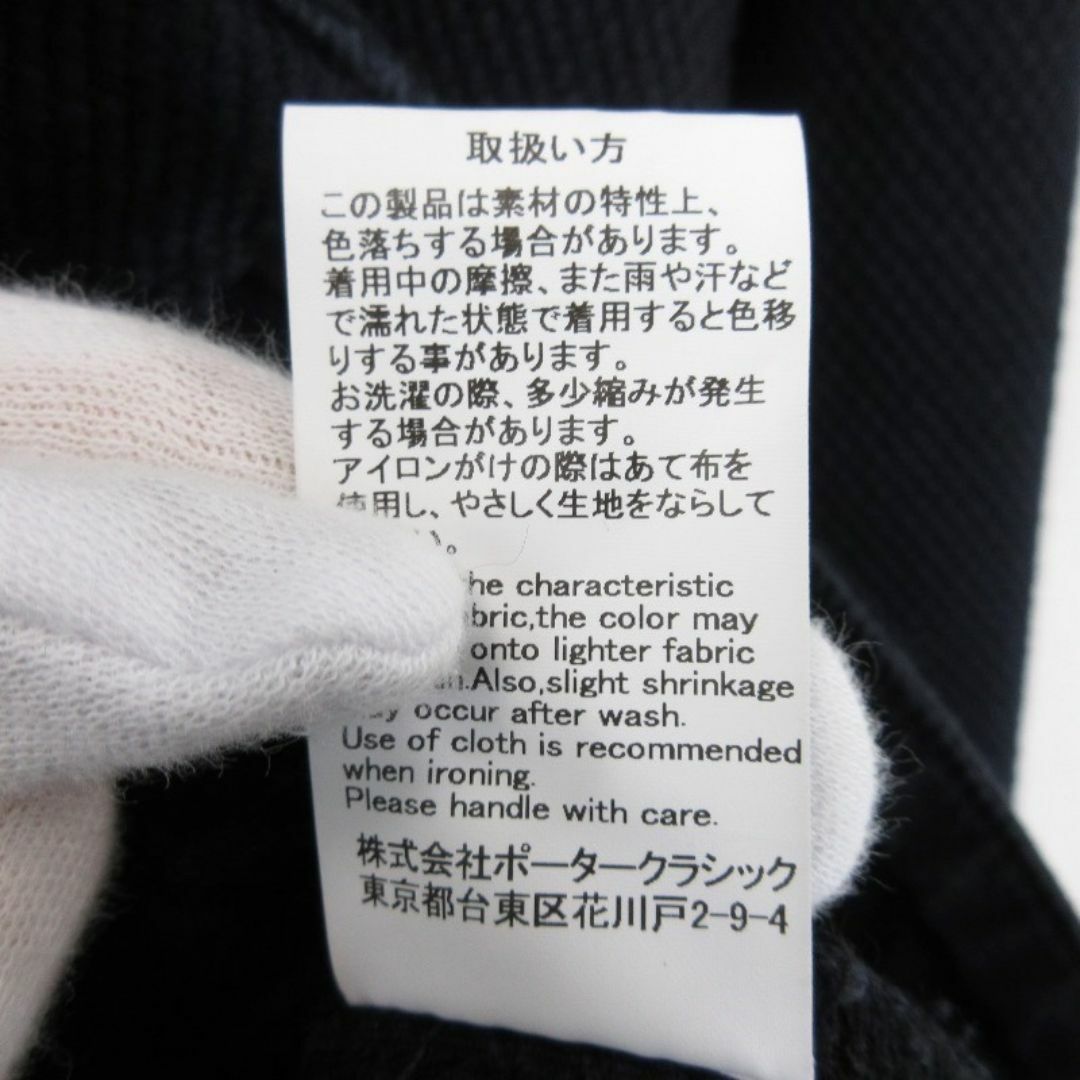 取扱い方
この製品は素材の特性上、
色落ちする場合があります。
着用中の摩擦、また雨や汗など
で濡れた状態で着用すると色移
りする事があります。
お洗濯の際、多少縮みが発生
する場合があります。
アイロンがけの際はあて布を
使用し、やさしく生地をならして
い。
he characteristic
bric,the color may
onto lighter fabric
.Also,slight shrinkage
may occur after wash.
Use of cloth is recommended
when ironing.
Please handle with care.
株式会社ポータークラシック
東京都台東区花川戸2-9-4